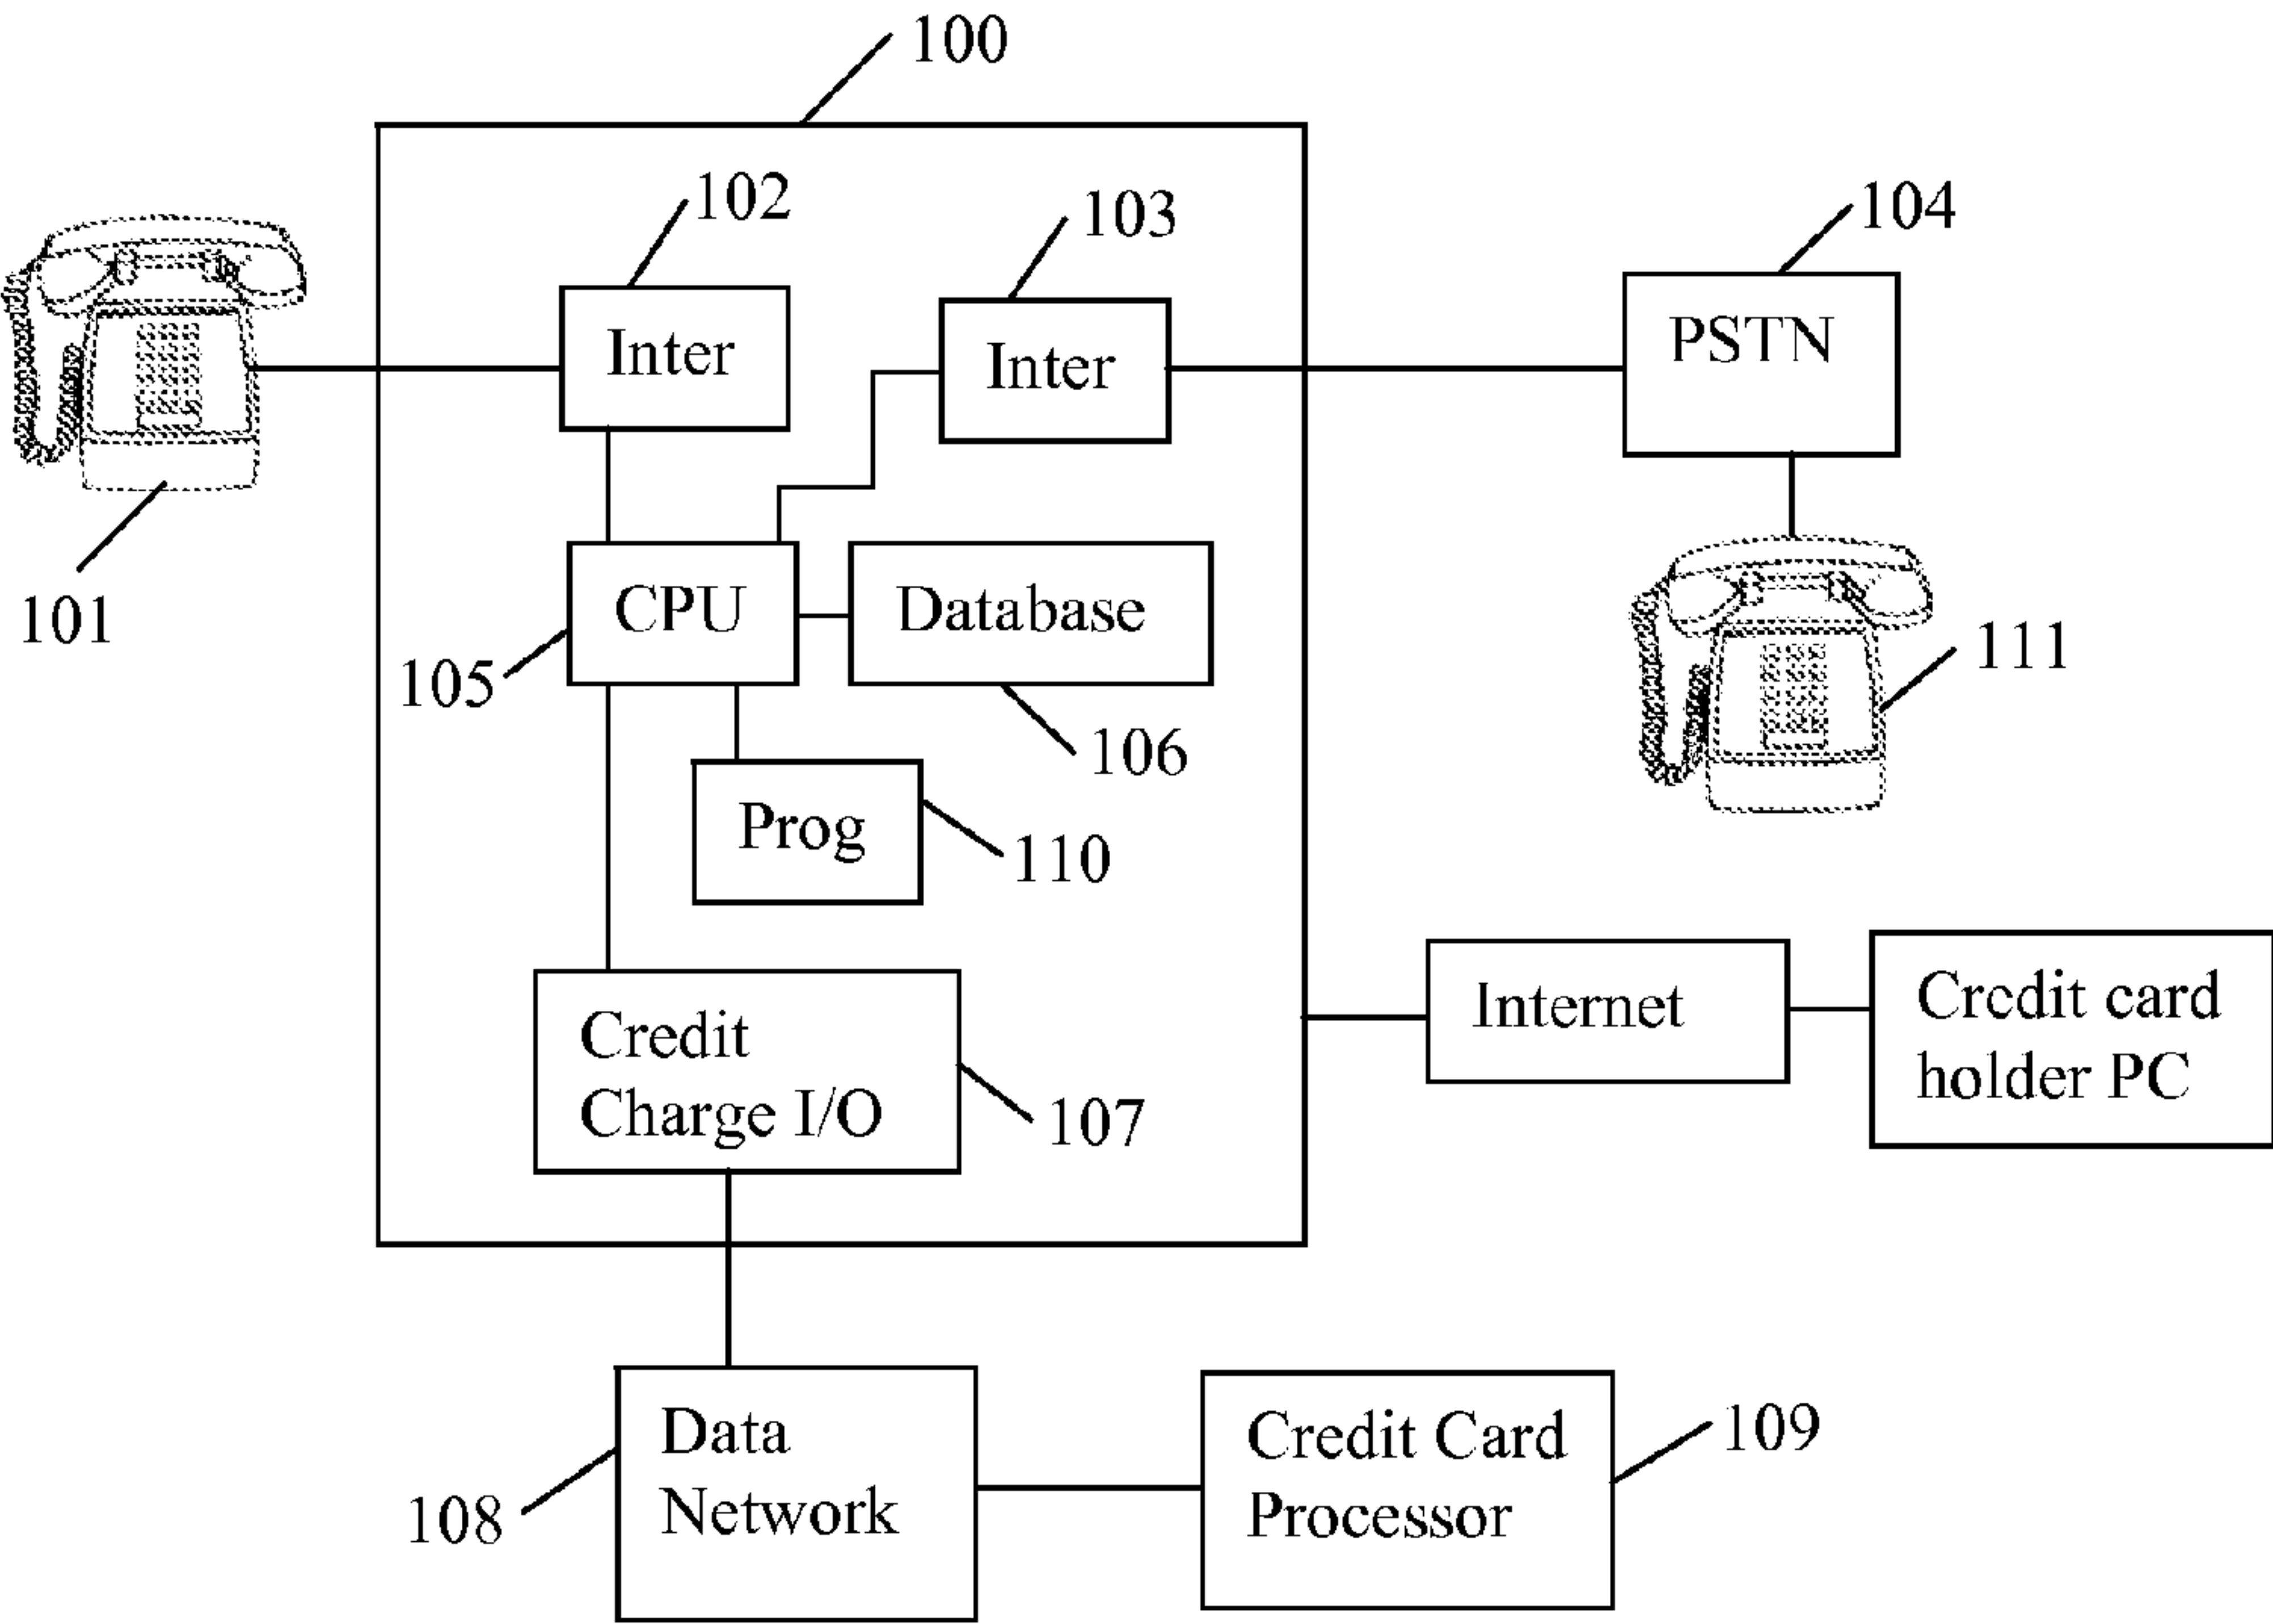 100
102
103
104
Inter
Inter
PSTN
101
CPU
Database
105
111
106
Prog
110
Internet
Credit card
holder PC
Credit
Charge I/O
107
Data
Network
108
Credit Card
Processor
109